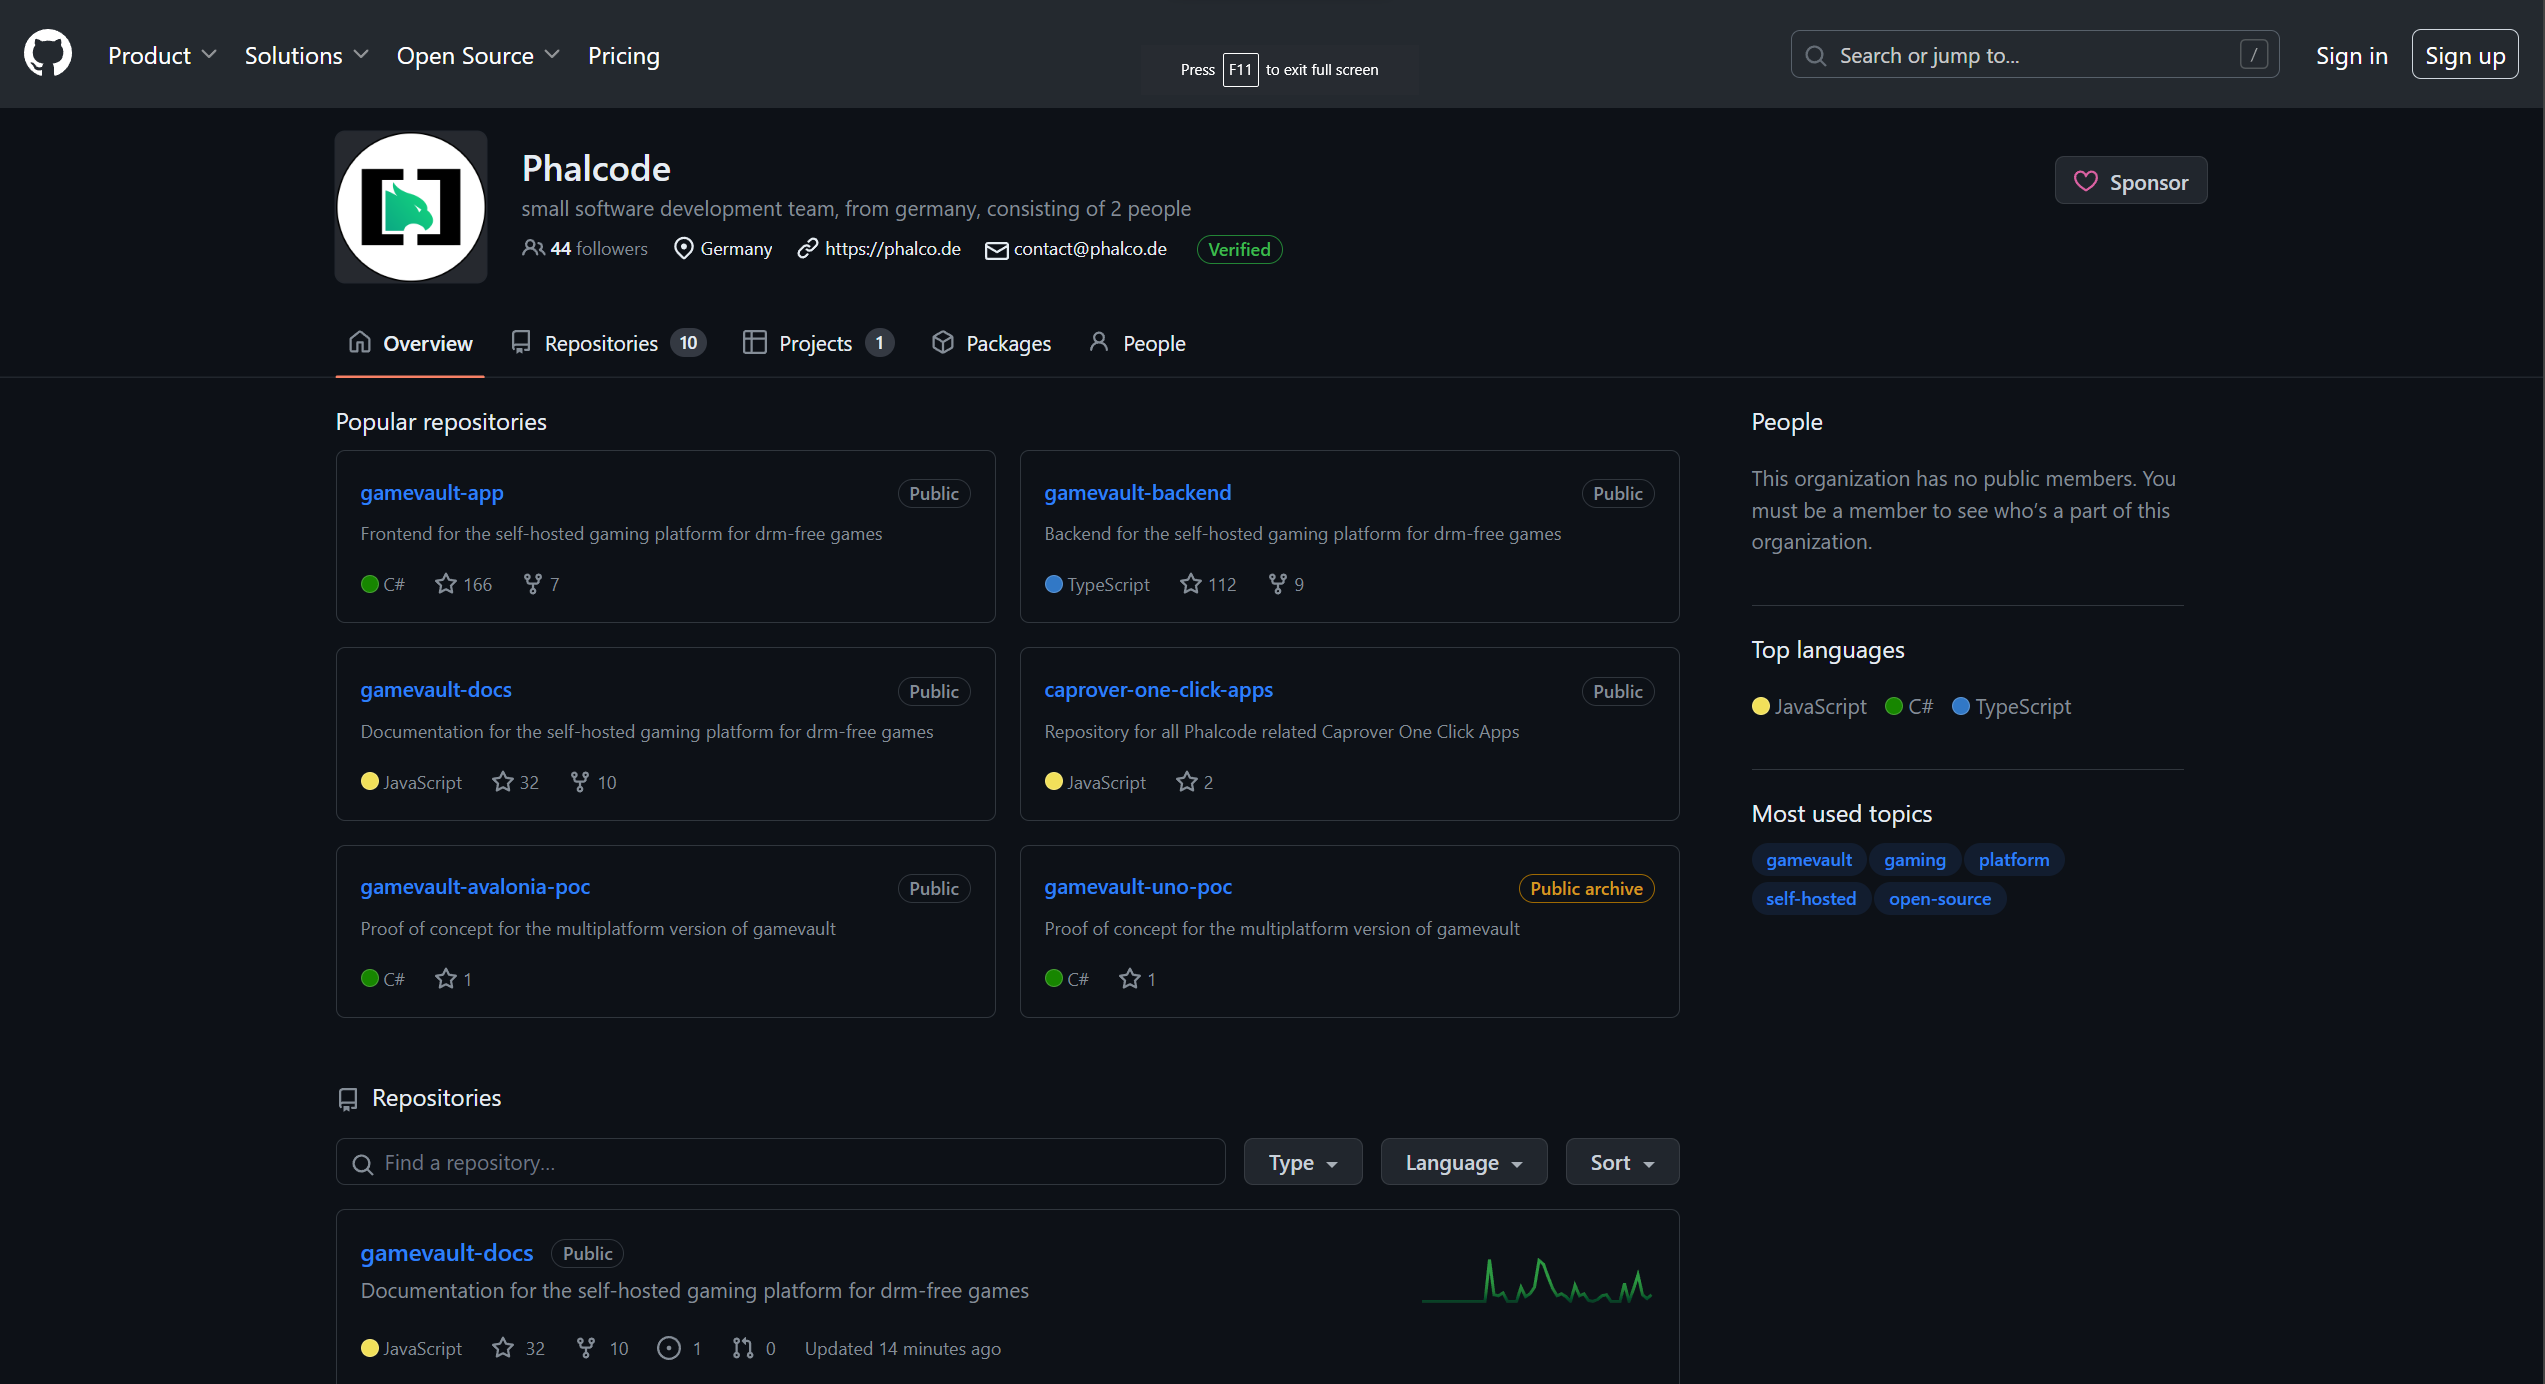 Product Solutions Open Source Pricing
Press F11 to exit full screen
Search or jump to... /
Sign in
Sign up
Phalcode
small software development team, from germany, consisting of 2 people
44 followers Germany https://phalco.de contact@phalco.de Verified
Sponsor
Overview Repositories 10 Projects 1 Packages People
Popular repositories
gamevault-app Public
Frontend for the self-hosted gaming platform for drm-free games
C# 166 7
gamevault-backend Public
Backend for the self-hosted gaming platform for drm-free games
TypeScript 112 9
gamevault-docs Public
Documentation for the self-hosted gaming platform for drm-free games
JavaScript 32 10
caprover-one-click-apps Public
Repository for all Phalcode related Caprover One Click Apps
JavaScript 2
gamevault-avalonia-poc Public
Proof of concept for the multiplatform version of gamevault
C# 1
gamevault-uno-poc Public archive
Proof of concept for the multiplatform version of gamevault
C# 1
Repositories
Find a repository…
Type Language Sort
gamevault-docs Public
Documentation for the self-hosted gaming platform for drm-free games
JavaScript 32 10 1 0 Updated 14 minutes ago
People
This organization has no public members. You
must be a member to see who’s a part of this
organization.
Top languages
JavaScript C# TypeScript
Most used topics
gamevault gaming platform
self-hosted open-source